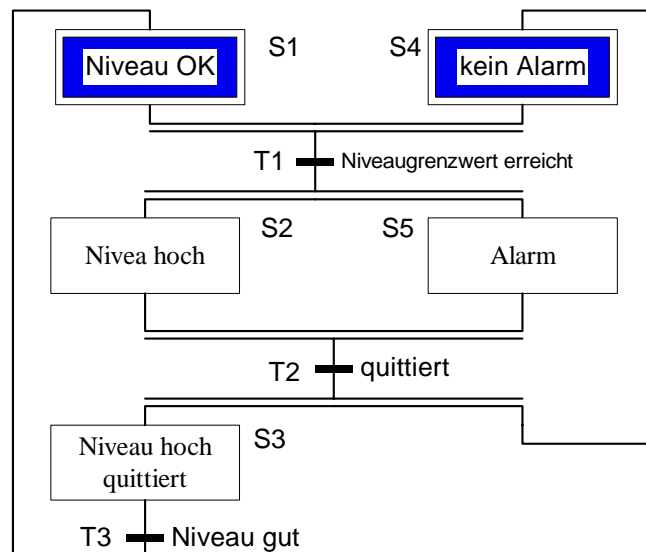 Niveau OK
S1
S4
kein Alarm
T1
Niveaugrenzwert erreicht
S2
S5
Nivea hoch
Alarm
T2
quittiert
Niveau hoch
quittiert
S3
T3
Niveau gut